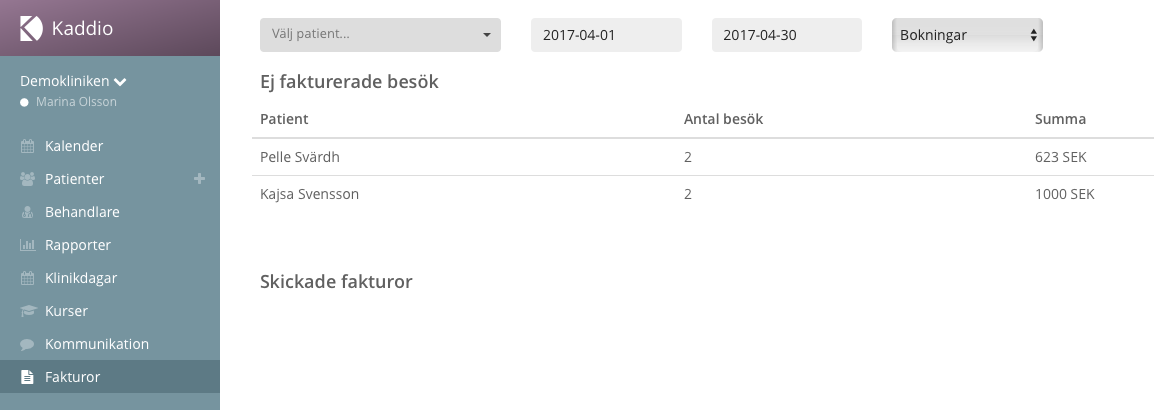 Kaddio
Demokliniken
Marina Olsson
Kalender
Patienter
Behandlare
Rapporter
Klinikdagar
Kurser
Kommunikation
Fakturor
Välj patient... 2017-04-01 2017-04-30 Bokningar
Ej fakturerade besök
Patient Antal besök Summa
Pelle Svärdh 2 623 SEK
Kajsa Svensson 2 1000 SEK
Skickade fakturor